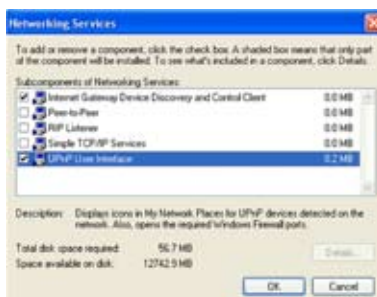 Networking Services
To add or remove a component, click the check box. A shaded box means that only part
of the component will be installed. To see what's included in a component, click Details.
Subcomponents of Networking Services:
Internet Gateway Device Discovery and Control Client 0.0 MB
Peer-to-Peer 0.0 MB
RIP Listener 0.0 MB
Simple TCP/IP Services 0.0 MB
UPnP User Interface 0.2 MB
Description: Displays icons in My Network Places for UPnP devices detected on the
network. Also, opens the required Windows Firewall ports.
Total disk space required: 56.7 MB
Details...
Space available on disk: 12742.9 MB
OK Cancel